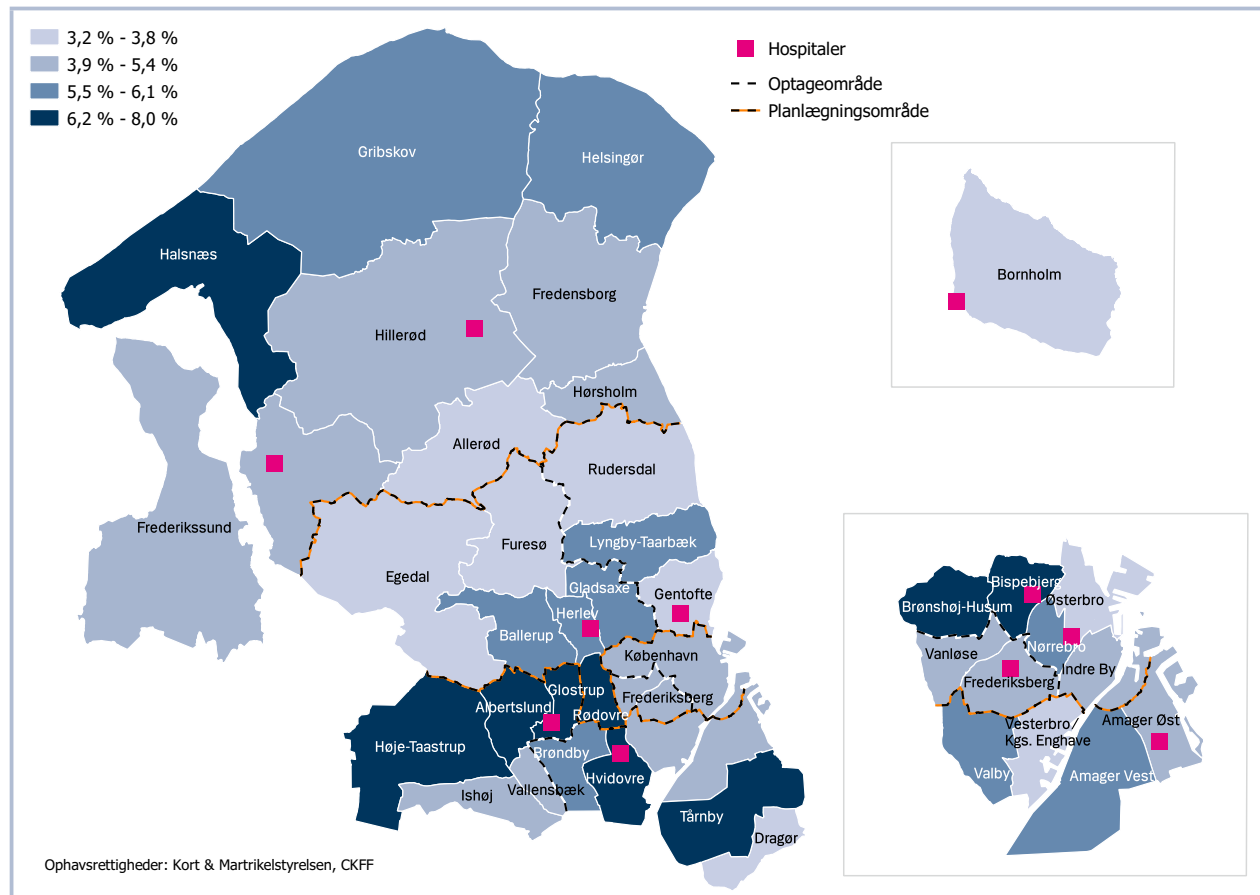 3,2 % - 3,8 %
3,9 % - 5,4 %
5,5 % - 6,1 %
6,2 % - 8,0 %
Hospitaler
Optageområde
Planlægningsområde
Gribskov
Helsingør
Halsnæs
Fredensborg
Hillerød
Hørsholm
Allerød
Rudersdal
Frederikssund
Furesø
Lyngby-Taarbæk
Egedal
Gladsaxe
Gentofte
Herlev
Ballerup
København
Glostrup
Frederiksberg
Albertslund
Rødovre
Høje-Taastrup
Brøndby
Hvidovre
Vallensbæk
Ishøj
Tårnby
Dragør
Bornholm
Bispebjerg
Brønshøj-Husum
Østerbro
Nørrebro
Vanløse
Indre By
Frederiksberg
Vesterbro/
Kgs. Enghave
Amager Øst
Valby
Amager Vest
Ophavsrettigheder: Kort & Martrikelstyrelsen, CKFF